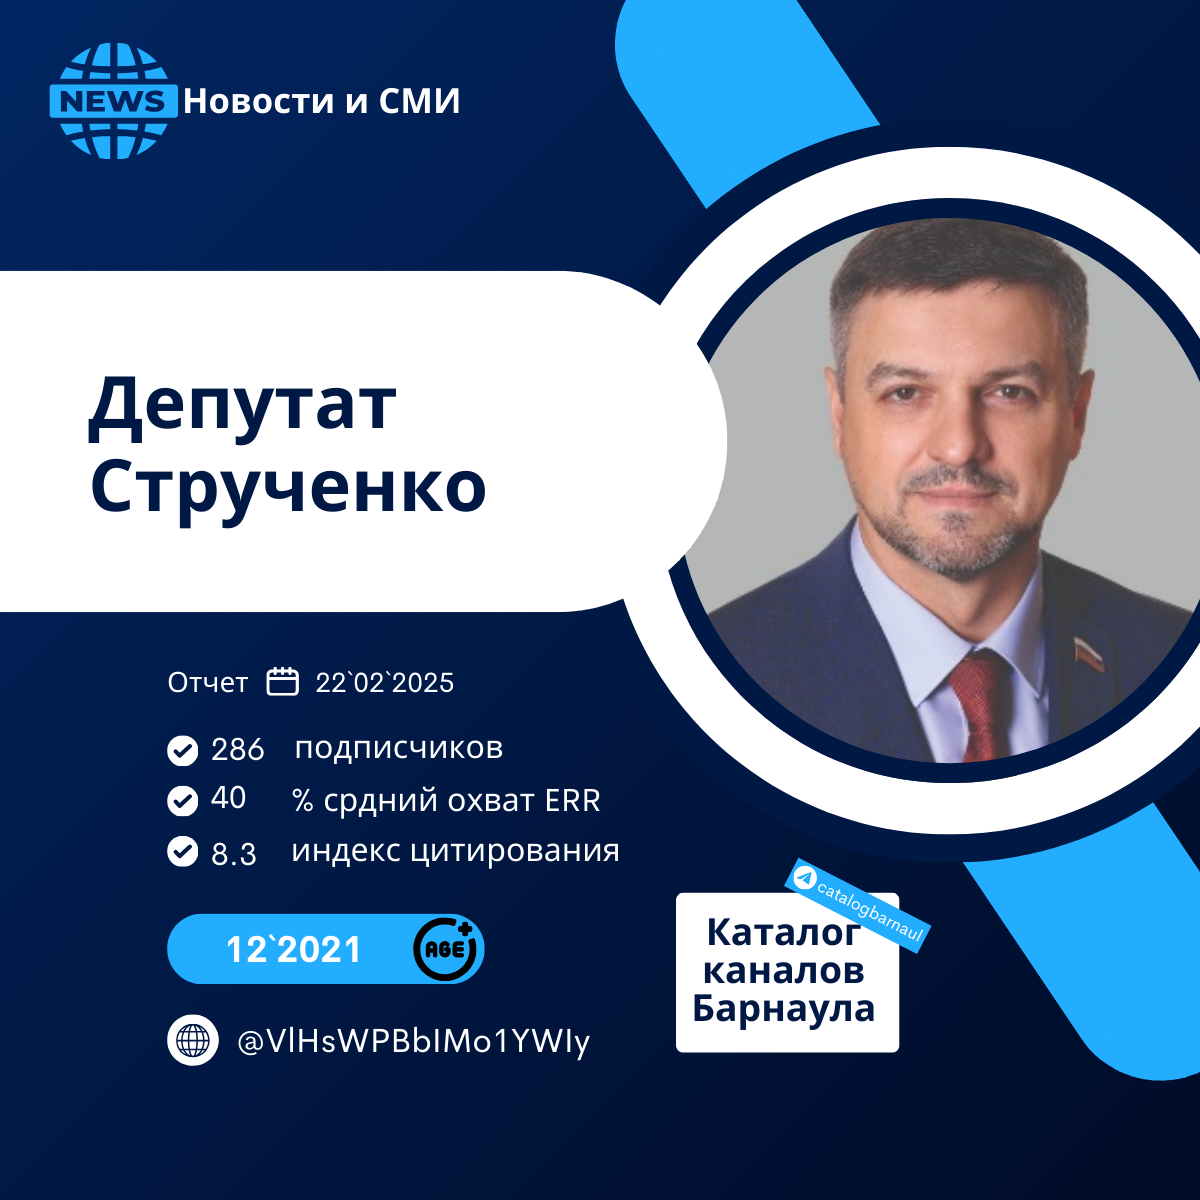 NEWS
Новости и СМИ
Депутат
Струченко
Отчет 22`02`2025
286 подписчиков
40 % срдний охват ERR
8.3 индекс цитирования
12`2021 AGE+
@VlHsWPBbIMo1YWIy
catalogbarnaul
Каталог
каналов
Барнаула